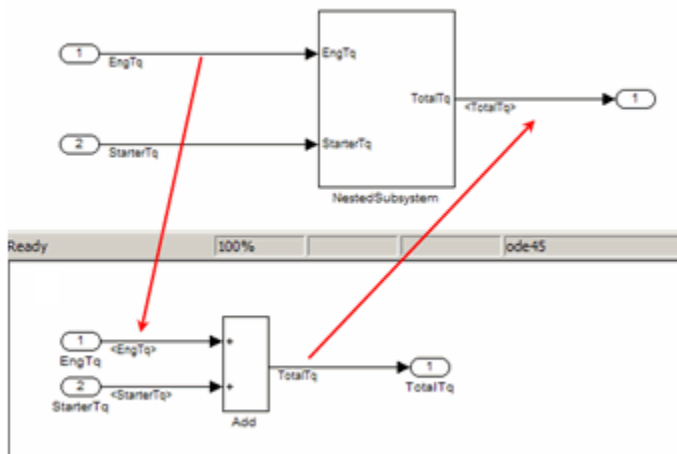 1
EngTq
EngTq
TotalTq
<TotalTq>
1
2
StarterTq
StarterTq
NestedSubsystem
Ready 100% ode45
1
<EngTq>
+
EngTq
TotalTq
1
TotalTq
2
<StarterTq>
+
StarterTq
Add